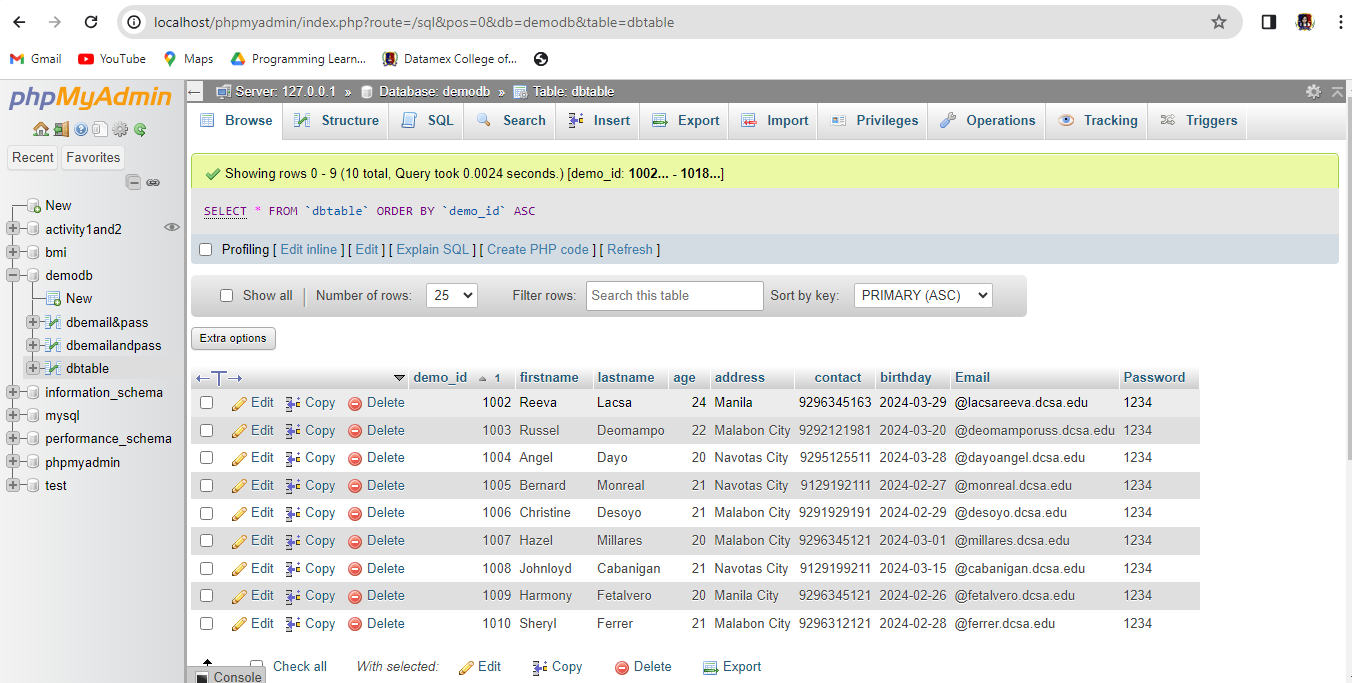 localhost/phpmyadmin/index.php?route=/sql&pos=0&db=demodb&table=dbtable
Gmail YouTube Maps Programming Learn... Datamex College of...
phpMyAdmin
Recent Favorites
New
activity1and2
bmi
demodb
New
dbemail&pass
dbemailandpass
dbtable
information_schema
mysql
performance_schema
phpmyadmin
test
Server: 127.0.0.1 » Database: demodb » Table: dbtable
Browse Structure SQL Search Insert Export Import Privileges Operations Tracking Triggers
Showing rows 0 - 9 (10 total, Query took 0.0024 seconds.) [demo_id: 1002... - 1018...]
SELECT * FROM `dbtable` ORDER BY `demo_id` ASC
Profiling [ Edit inline ] [ Edit ] [ Explain SQL ] [ Create PHP code ] [ Refresh ]
Show all Number of rows: 25 Filter rows: Search this table Sort by key: PRIMARY (ASC)
Extra options
←T→ demo_id 1 firstname lastname age address contact birthday Email Password
Edit Copy Delete 1002 Reeva Lacsa 24 Manila 9296345163 2024-03-29 @lacsareeva.dcsa.edu 1234
Edit Copy Delete 1003 Russel Deomampo 22 Malabon City 9292121981 2024-03-20 @deomamporuss.dcsa.edu 1234
Edit Copy Delete 1004 Angel Dayo 20 Navotas City 9295125511 2024-03-28 @dayoangel.dcsa.edu 1234
Edit Copy Delete 1005 Bernard Monreal 21 Navotas City 9129192111 2024-02-27 @monreal.dcsa.edu 1234
Edit Copy Delete 1006 Christine Desoyo 21 Malabon City 9291929191 2024-02-29 @desoyo.dcsa.edu 1234
Edit Copy Delete 1007 Hazel Millares 20 Malabon City 9296345121 2024-03-01 @millares.dcsa.edu 1234
Edit Copy Delete 1008 Johnloyd Cabanigan 21 Navotas City 9129199211 2024-03-15 @cabanigan.dcsa.edu 1234
Edit Copy Delete 1009 Harmony Fetalvero 20 Manila City 9296345121 2024-02-26 @fetalvero.dcsa.edu 1234
Edit Copy Delete 1010 Sheryl Ferrer 21 Malabon City 9296312121 2024-02-28 @ferrer.dcsa.edu 1234
Check all With selected: Edit Copy Delete Export
Console